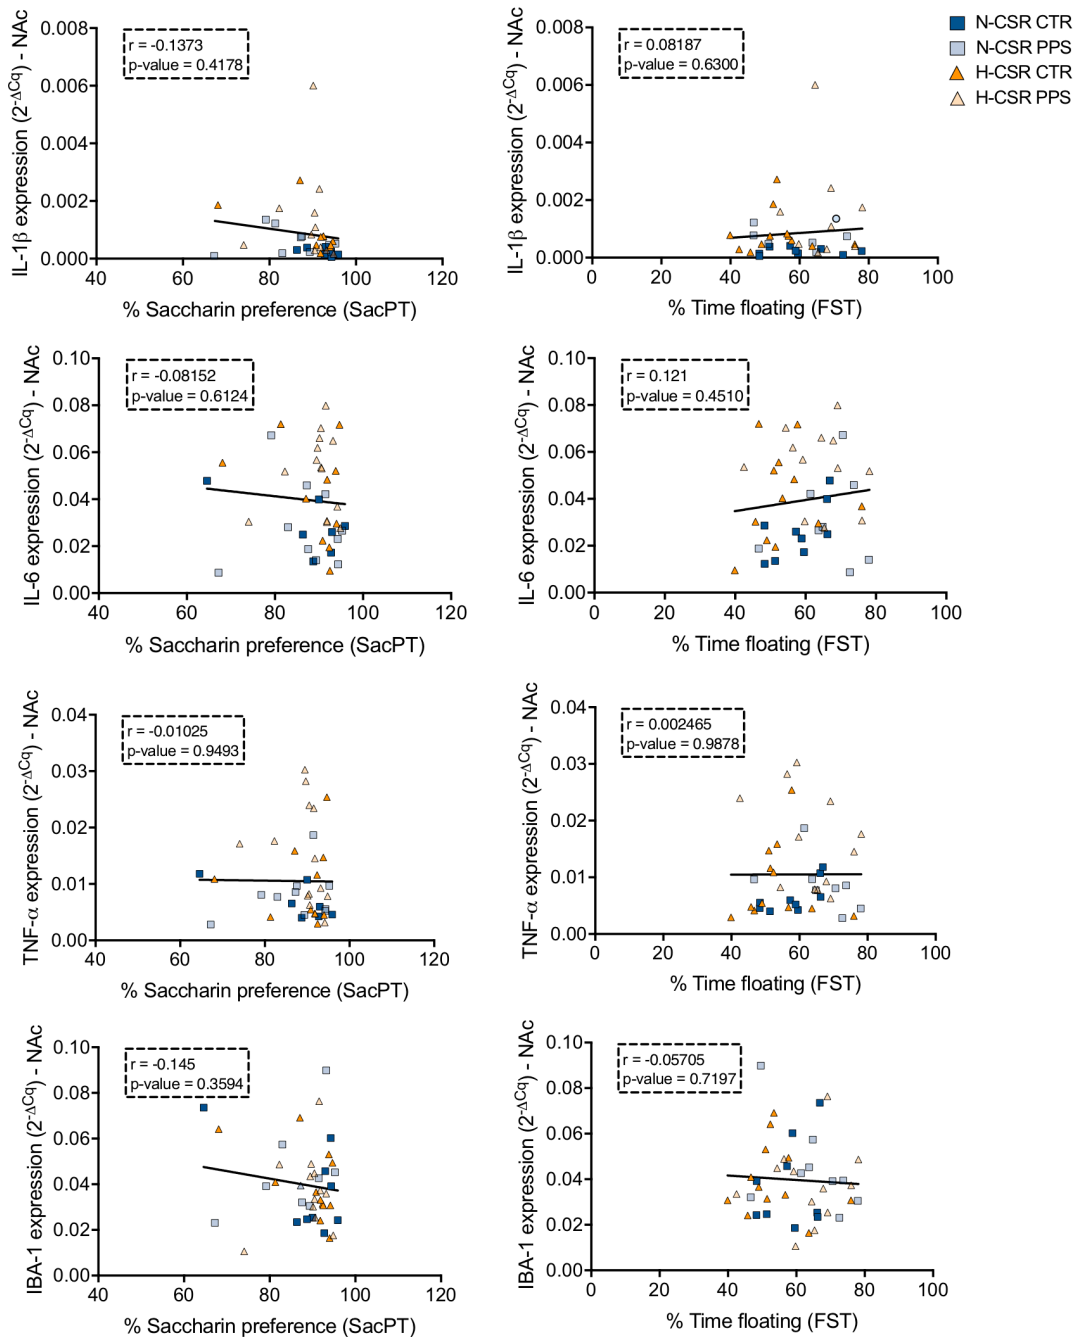 N-CSR CTR
N-CSR PPS
H-CSR CTR
H-CSR PPS
IL-1β expression (2^-ΔCq) - NAc
0.008
0.006
0.004
0.002
0.000
r = -0.1373
p-value = 0.4178
40 60 80 100 120
% Saccharin preference (SacPT)
IL-1β expression (2^-ΔCq) - NAc
0.008
0.006
0.004
0.002
0.000
r = 0.08187
p-value = 0.6300
0 20 40 60 80 100
% Time floating (FST)
IL-6 expression (2^-ΔCq) - NAc
0.10
0.08
0.06
0.04
0.02
0.00
r = -0.08152
p-value = 0.6124
40 60 80 100 120
% Saccharin preference (SacPT)
IL-6 expression (2^-ΔCq) - NAc
0.10
0.08
0.06
0.04
0.02
0.00
r = 0.121
p-value = 0.4510
0 20 40 60 80 100
% Time floating (FST)
TNF-α expression (2^-ΔCq) - NAc
0.04
0.03
0.02
0.01
0.00
r = -0.01025
p-value = 0.9493
40 60 80 100 120
% Saccharin preference (SacPT)
TNF-α expression (2^-ΔCq) - NAc
0.04
0.03
0.02
0.01
0.00
r = 0.002465
p-value = 0.9878
0 20 40 60 80 100
% Time floating (FST)
IBA-1 expression (2^-ΔCq) - NAc
0.10
0.08
0.06
0.04
0.02
0.00
r = -0.145
p-value = 0.3594
40 60 80 100 120
% Saccharin preference (SacPT)
IBA-1 expression (2^-ΔCq) - NAc
0.10
0.08
0.06
0.04
0.02
0.00
r = -0.05705
p-value = 0.7197
0 20 40 60 80 100
% Time floating (FST)